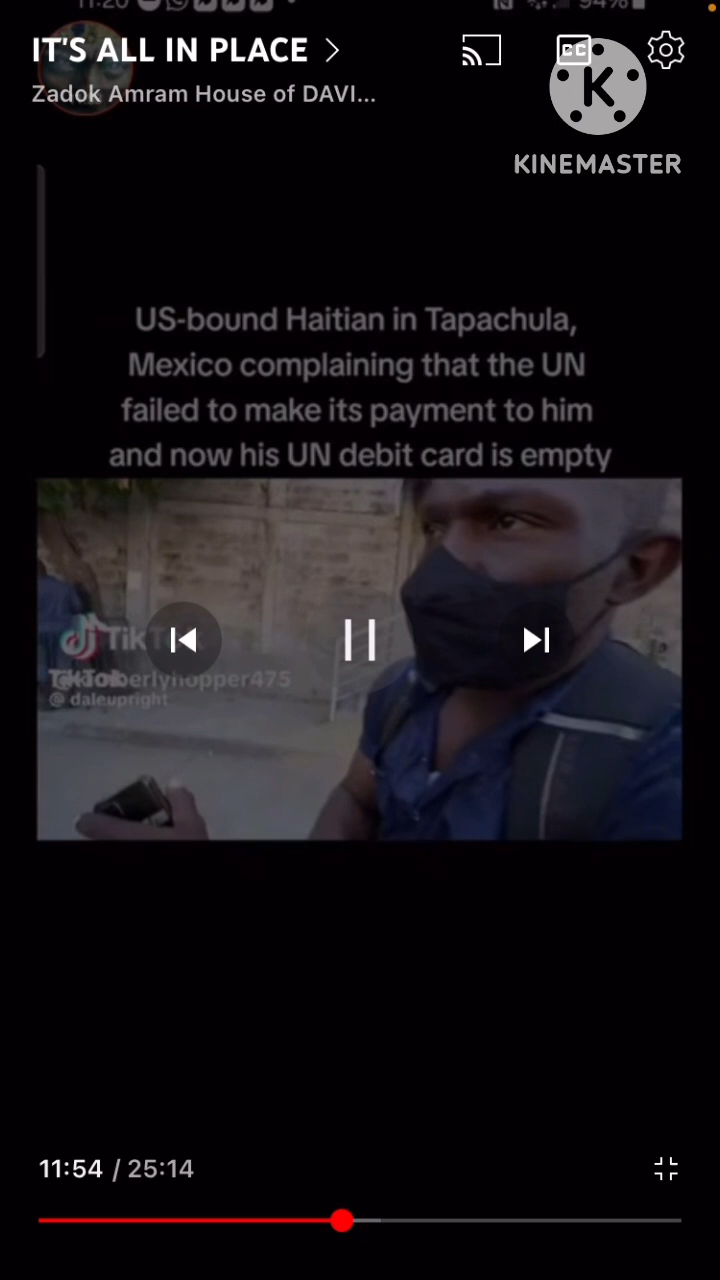 IT'S ALL IN PLACE
CC
Zadok Amram House of DAVI...
K
KINEMASTER
US-bound Haitian in Tapachula,
Mexico complaining that the UN
failed to make its payment to him
and now his UN debit card is empty
TikTok
@ daleupright
11:54 / 25:14